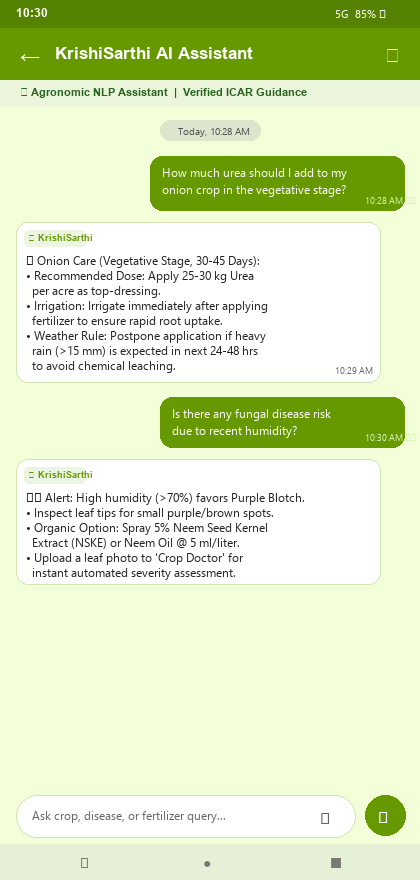 10:30
5G 85%
← KrishiSarthi AI Assistant
Agronomic NLP Assistant | Verified ICAR Guidance
Today, 10:28 AM
How much urea should I add to my
onion crop in the vegetative stage?
10:28 AM
KrishiSarthi
Onion Care (Vegetative Stage, 30-45 Days):
• Recommended Dose: Apply 25-30 kg Urea
per acre as top-dressing.
• Irrigation: Irrigate immediately after applying
fertilizer to ensure rapid root uptake.
• Weather Rule: Postpone application if heavy
rain (>15 mm) is expected in next 24-48 hrs
to avoid chemical leaching.
10:29 AM
Is there any fungal disease risk
due to recent humidity?
10:30 AM
KrishiSarthi
Alert: High humidity (>70%) favors Purple Blotch.
• Inspect leaf tips for small purple/brown spots.
• Organic Option: Spray 5% Neem Seed Kernel
Extract (NSKE) or Neem Oil @ 5 ml/liter.
• Upload a leaf photo to 'Crop Doctor' for
instant automated severity assessment.
Ask crop, disease, or fertilizer query...